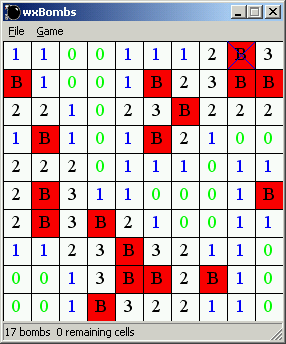 wxBombs
File Game
1 1 0 0 1 1 1 2 B 3
B 1 0 0 1 B 2 3 B B
2 2 1 0 2 3 B 2 2 2
1 B 1 0 1 B 2 1 0 0
2 2 2 0 1 1 1 0 1 1
2 B 3 1 1 0 0 0 1 B
2 B 3 B 2 1 0 0 1 1
1 1 2 3 B 3 2 1 1 0
0 0 1 3 B B 2 B 1 0
0 0 1 B 3 2 2 1 1 0
17 bombs 0 remaining cells